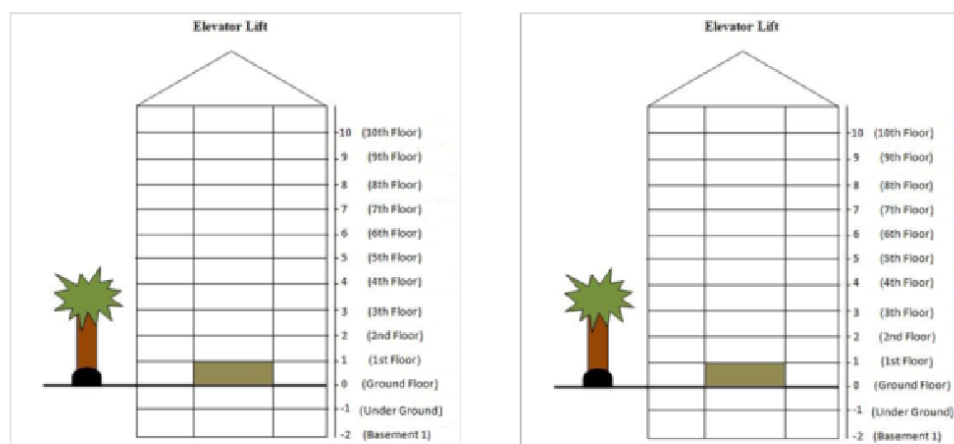 Elevator Lift
10 (10th Floor)
9 (9th Floor)
8 (8th Floor)
7 (7th Floor)
6 (6th Floor)
5 (5th Floor)
4 (4th Floor)
3 (3th Floor)
2 (2nd Floor)
1 (1st Floor)
0 (Ground Floor)
-1 (Under Ground)
-2 (Basement 1)
Elevator Lift
10 (10th Floor)
9 (9th Floor)
8 (8th Floor)
7 (7th Floor)
6 (6th Floor)
5 (5th Floor)
4 (4th Floor)
3 (3th Floor)
2 (2nd Floor)
1 (1st Floor)
0 (Ground Floor)
-1 (Under Ground)
-2 (Basement 1)